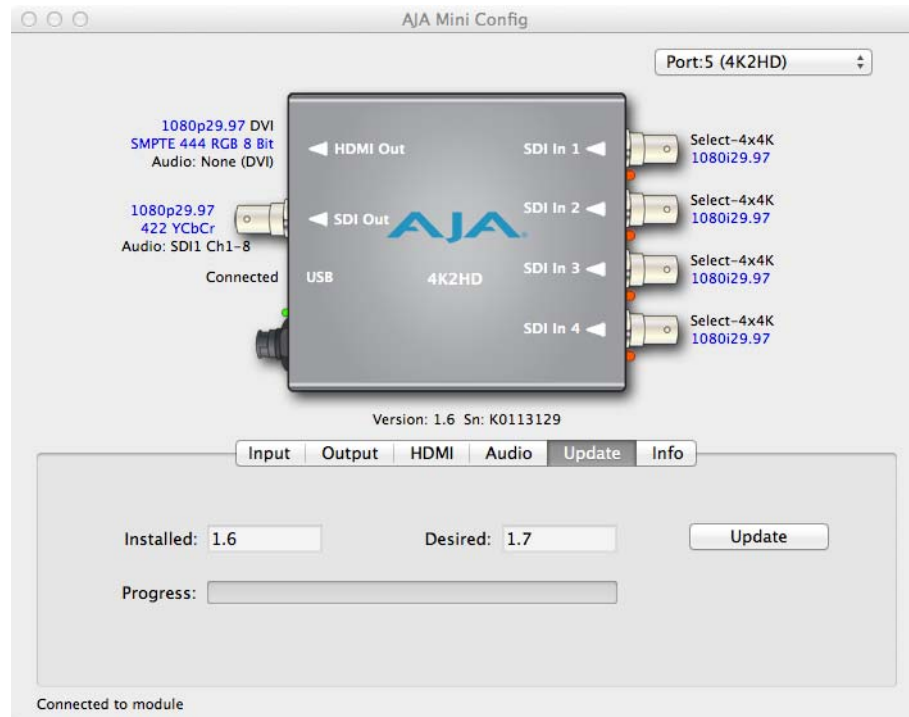 AJA Mini Config
Port:5 (4K2HD)
1080p29.97 DVI
SMPTE 444 RGB 8 Bit
Audio: None (DVI)
1080p29.97
422 YCbCr
Audio: SDI1 Ch1-8
Connected
HDMI Out
SDI Out
USB
AJA
4K2HD
SDI In 1
SDI In 2
SDI In 3
SDI In 4
Select-4x4K
1080i29.97
Select-4x4K
1080i29.97
Select-4x4K
1080i29.97
Select-4x4K
1080i29.97
Version: 1.6 Sn: K0113129
Input Output HDMI Audio Update Info
Installed: 1.6 Desired: 1.7 Update
Progress:
Connected to module